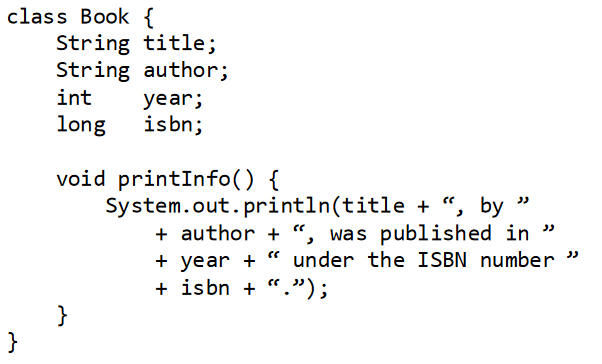 class Book {
    String title;
    String author;
    int    year;
    long   isbn;

    void printInfo() {
        System.out.println(title + “, by ”
            + author + “, was published in ”
            + year + “ under the ISBN number ”
            + isbn + “.”);
    }
}